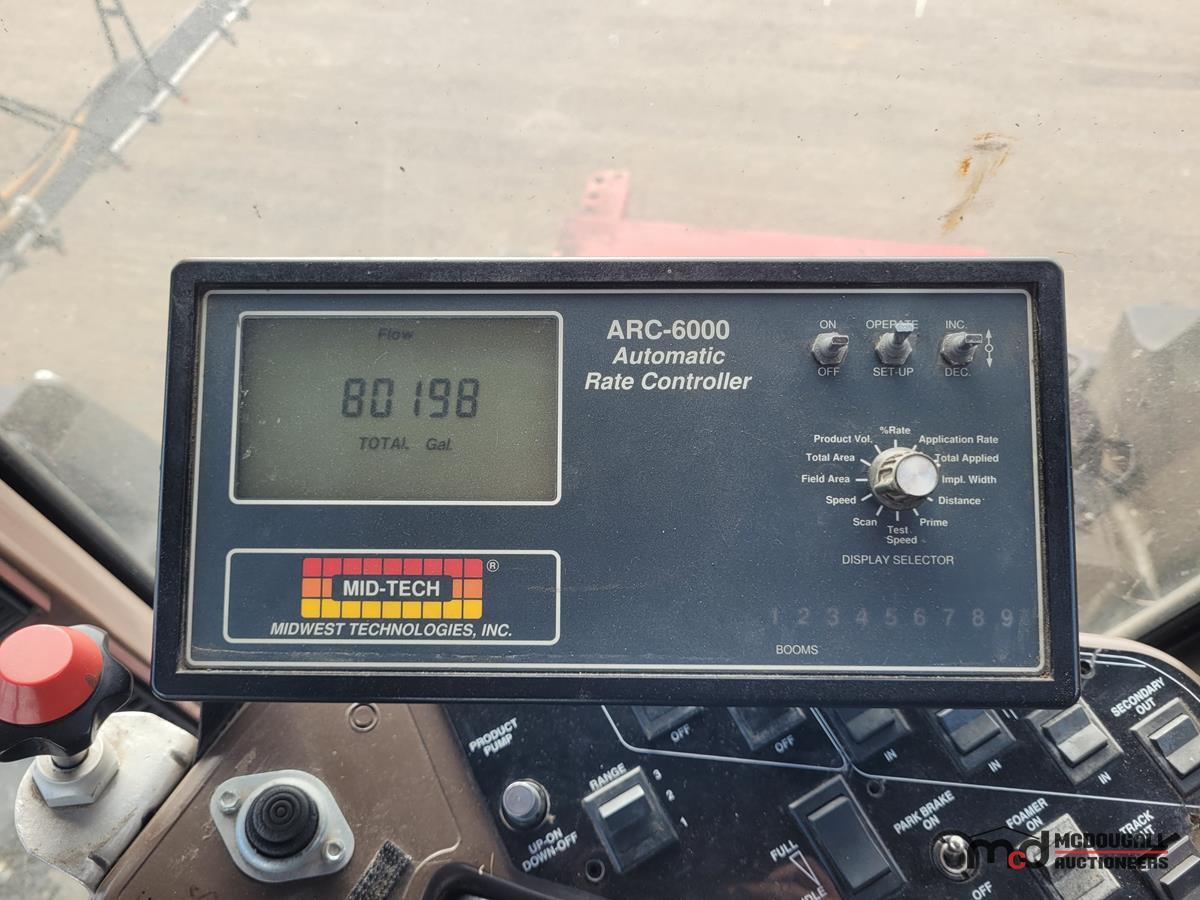 Flow
80198
TOTAL Gal.
ARC-6000
Automatic
Rate Controller
ON
OFF
OPERATE
SET-UP
INC.
DEC.
%Rate
Product Vol.
Application Rate
Total Area
Total Applied
Field Area
Impl. Width
Speed
Distance
Scan
Prime
Test
Speed
DISPLAY SELECTOR
MID-TECH ®
MIDWEST TECHNOLOGIES, INC.
1 2 3 4 5 6 7 8 9
BOOMS
PRODUCT
PUMP
UP-ON
DOWN-OFF
RANGE
3
2
1
OFF
OFF
IN
IN
IN
SECONDARY
OUT
FULL
PARK BRAKE
ON
OFF
FOAMER
ON
TRACK
mcd MCDOUGALL
AUCTIONEERS